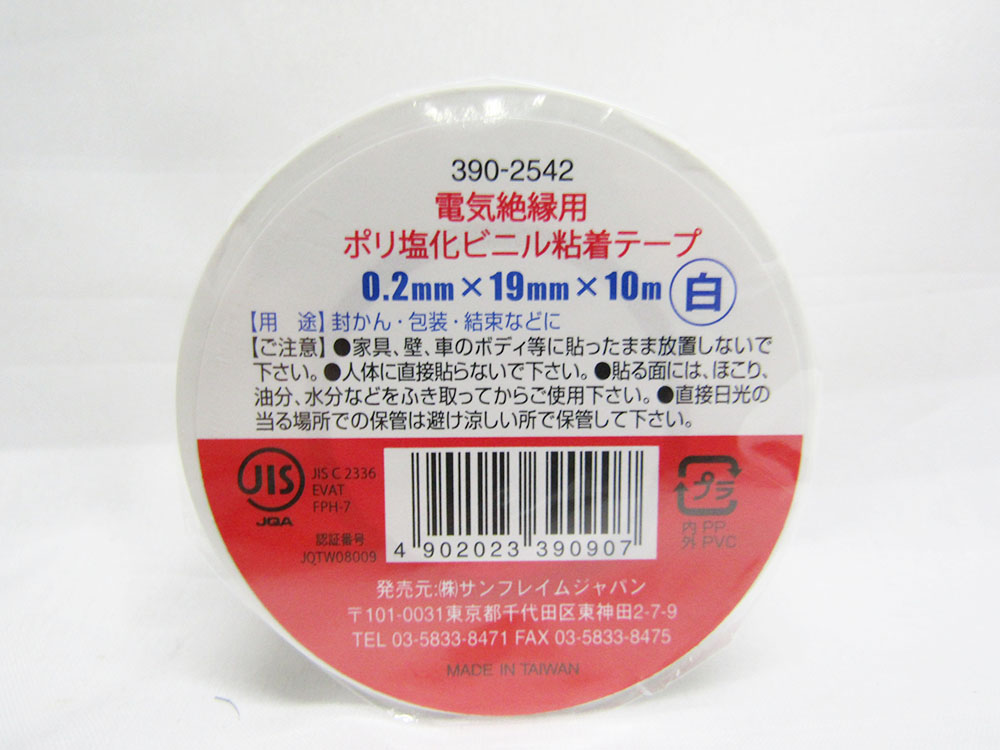 390-2542
電気絶縁用
ポリ塩化ビニル粘着テープ
0.2mm×19mm×10m 白
【用 途】封かん・包装・結束などに
【ご注意】●家具、壁、車のボディ等に貼ったまま放置しないで
下さい。●人体に直接貼らないで下さい。●貼る面には、ほこり、
油分、水分などをふき取ってからご使用下さい。●直接日光の
当る場所での保管は避け涼しい所で保管して下さい。
JIS
JQA
JIS C 2336
EVAT
FPH-7
認証番号
JQTW08009
4 902023 390907
プラ
内 PP
外 PVC
発売元:㈱サンフレイムジャパン
〒101-0031東京都千代田区東神田2-7-9
TEL 03-5833-8471 FAX 03-5833-8475
MADE IN TAIWAN